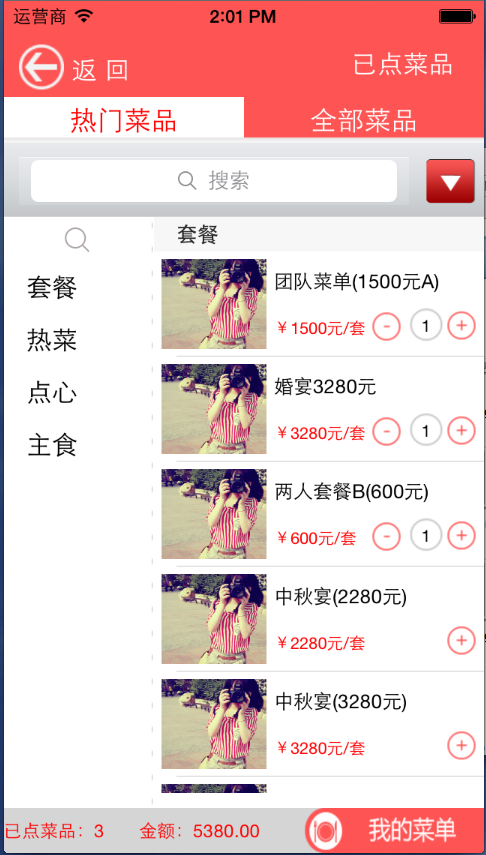 运营商 2:01 PM
返 回 已点菜品
热门菜品 全部菜品
搜索
套餐
热菜
点心
主食
套餐
团队菜单(1500元A)
￥1500元/套 - 1 +
婚宴3280元
￥3280元/套 - 1 +
两人套餐B(600元)
￥600元/套 - 1 +
中秋宴(2280元)
￥2280元/套 +
中秋宴(3280元)
￥3280元/套 +
已点菜品：3 金额：5380.00 我的菜单